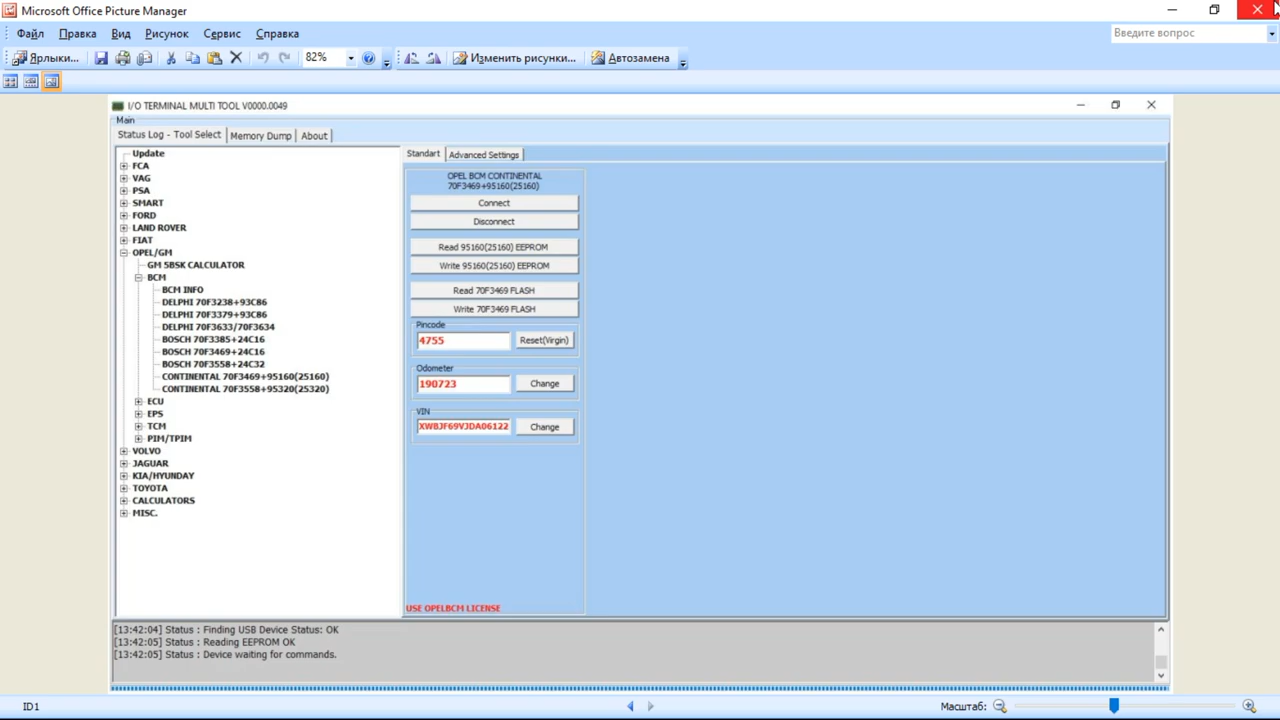 Microsoft Office Picture Manager
Файл Правка Вид Рисунок Сервис Справка
Введите вопрос
Ярлыки... 82% Изменить рисунки... Автозамена
I/O TERMINAL MULTI TOOL V0000.0049
Main
Status Log - Tool Select Memory Dump About
Update
FCA
VAG
PSA
SMART
FORD
LAND ROVER
FIAT
OPEL/GM
GM 5BSK CALCULATOR
BCM
BCM INFO
DELPHI 70F3238+93C86
DELPHI 70F3379+93C86
DELPHI 70F3633/70F3634
BOSCH 70F3385+24C16
BOSCH 70F3469+24C16
BOSCH 70F3558+24C32
CONTINENTAL 70F3469+95160(25160)
CONTINENTAL 70F3558+95320(25320)
ECU
EPS
TCM
PIM/TPIM
VOLVO
JAGUAR
KIA/HYUNDAY
TOYOTA
CALCULATORS
MISC.
Standart Advanced Settings
OPEL BCM CONTINENTAL
70F3469+95160(25160)
Connect
Disconnect
Read 95160(25160) EEPROM
Write 95160(25160) EEPROM
Read 70F3469 FLASH
Write 70F3469 FLASH
Pincode
4755 Reset(Virgin)
Odometer
190723 Change
VIN
XWBJF69VJDA06122 Change
USE OPELBCM LICENSE
[13:42:04] Status : Finding USB Device Status: OK
[13:42:05] Status : Reading EEPROM OK
[13:42:05] Status : Device waiting for commands.
ID1 Масштаб: